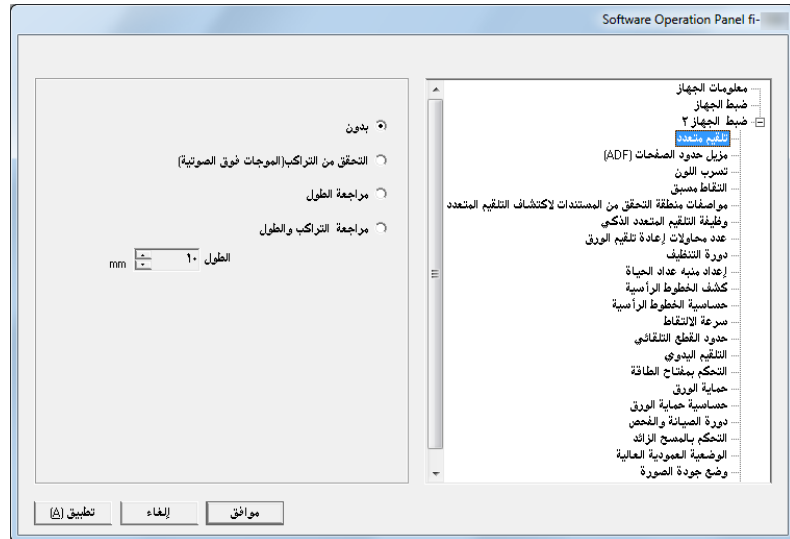 Software Operation Panel fi-
معلومات الجهاز
ضبط الجهاز
ضبط الجهاز ٢
تلقيم متعدد
مزيل حدود الصفحات (ADF)
تسرب اللون
التقاط مسبق
مواصفات منطقة التحقق من المستندات لاكتشاف التلقيم المتعدد
وظيفة التلقيم المتعدد الذكي
عدد محاولات إعادة تلقيم الورق
دورة التنظيف
إعداد منبه عداد الحياة
كشف الخطوط الرأسية
حساسية الخطوط الرأسية
سرعة الالتقاط
حدود القطع التلقائي
التلقيم اليدوي
التحكم بمفتاح الطاقة
حماية الورق
حساسية حماية الورق
دورة الصيانة والفحص
التحكم بالمسح الزائد
الوضعية العمودية العالية
وضع جودة الصورة
بدون
التحقق من التراكب(الموجات فوق الصوتية)
مراجعة الطول
مراجعة التراكب والطول
الطول ١٠ mm
موافق
إلغاء
تطبيق (A)